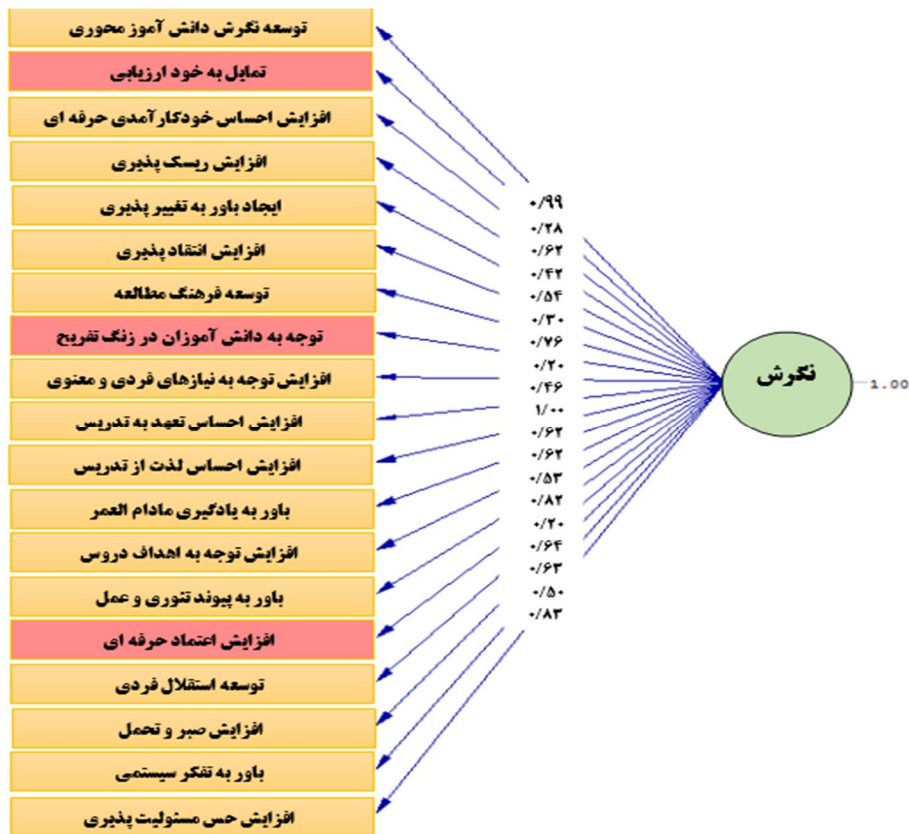 توسعه نگرش دانش آموز محوری
تمایل به خود ارزیابی
افزایش احساس خودکارآمدی حرفه ای
افزایش ریسک پذیری
ایجاد باور به تغییر پذیری
افزایش انتقاد پذیری
توسعه فرهنگ مطالعه
توجه به دانش آموزان در زنگ تفریح
افزایش توجه به نیازهای فردی و معنوی
افزایش احساس تعهد به تدریس
افزایش احساس لذت از تدریس
باور به یادگیری مادام العمر
افزایش توجه به اهداف دروس
باور به پیوند تئوری و عمل
افزایش اعتماد حرفه ای
توسعه استقلال فردی
افزایش صبر و تحمل
باور به تفکر سیستمی
افزایش حس مسئولیت پذیری
۰/۹۹
۰/۲۸
۰/۶۲
۰/۴۲
۰/۵۴
۰/۳۰
۰/۷۶
۰/۲۰
۰/۴۶
۱/۰۰
۰/۶۲
۰/۶۲
۰/۵۳
۰/۸۲
۰/۲۰
۰/۶۴
۰/۶۳
۰/۵۰
۰/۸۳
نگرش
1.00